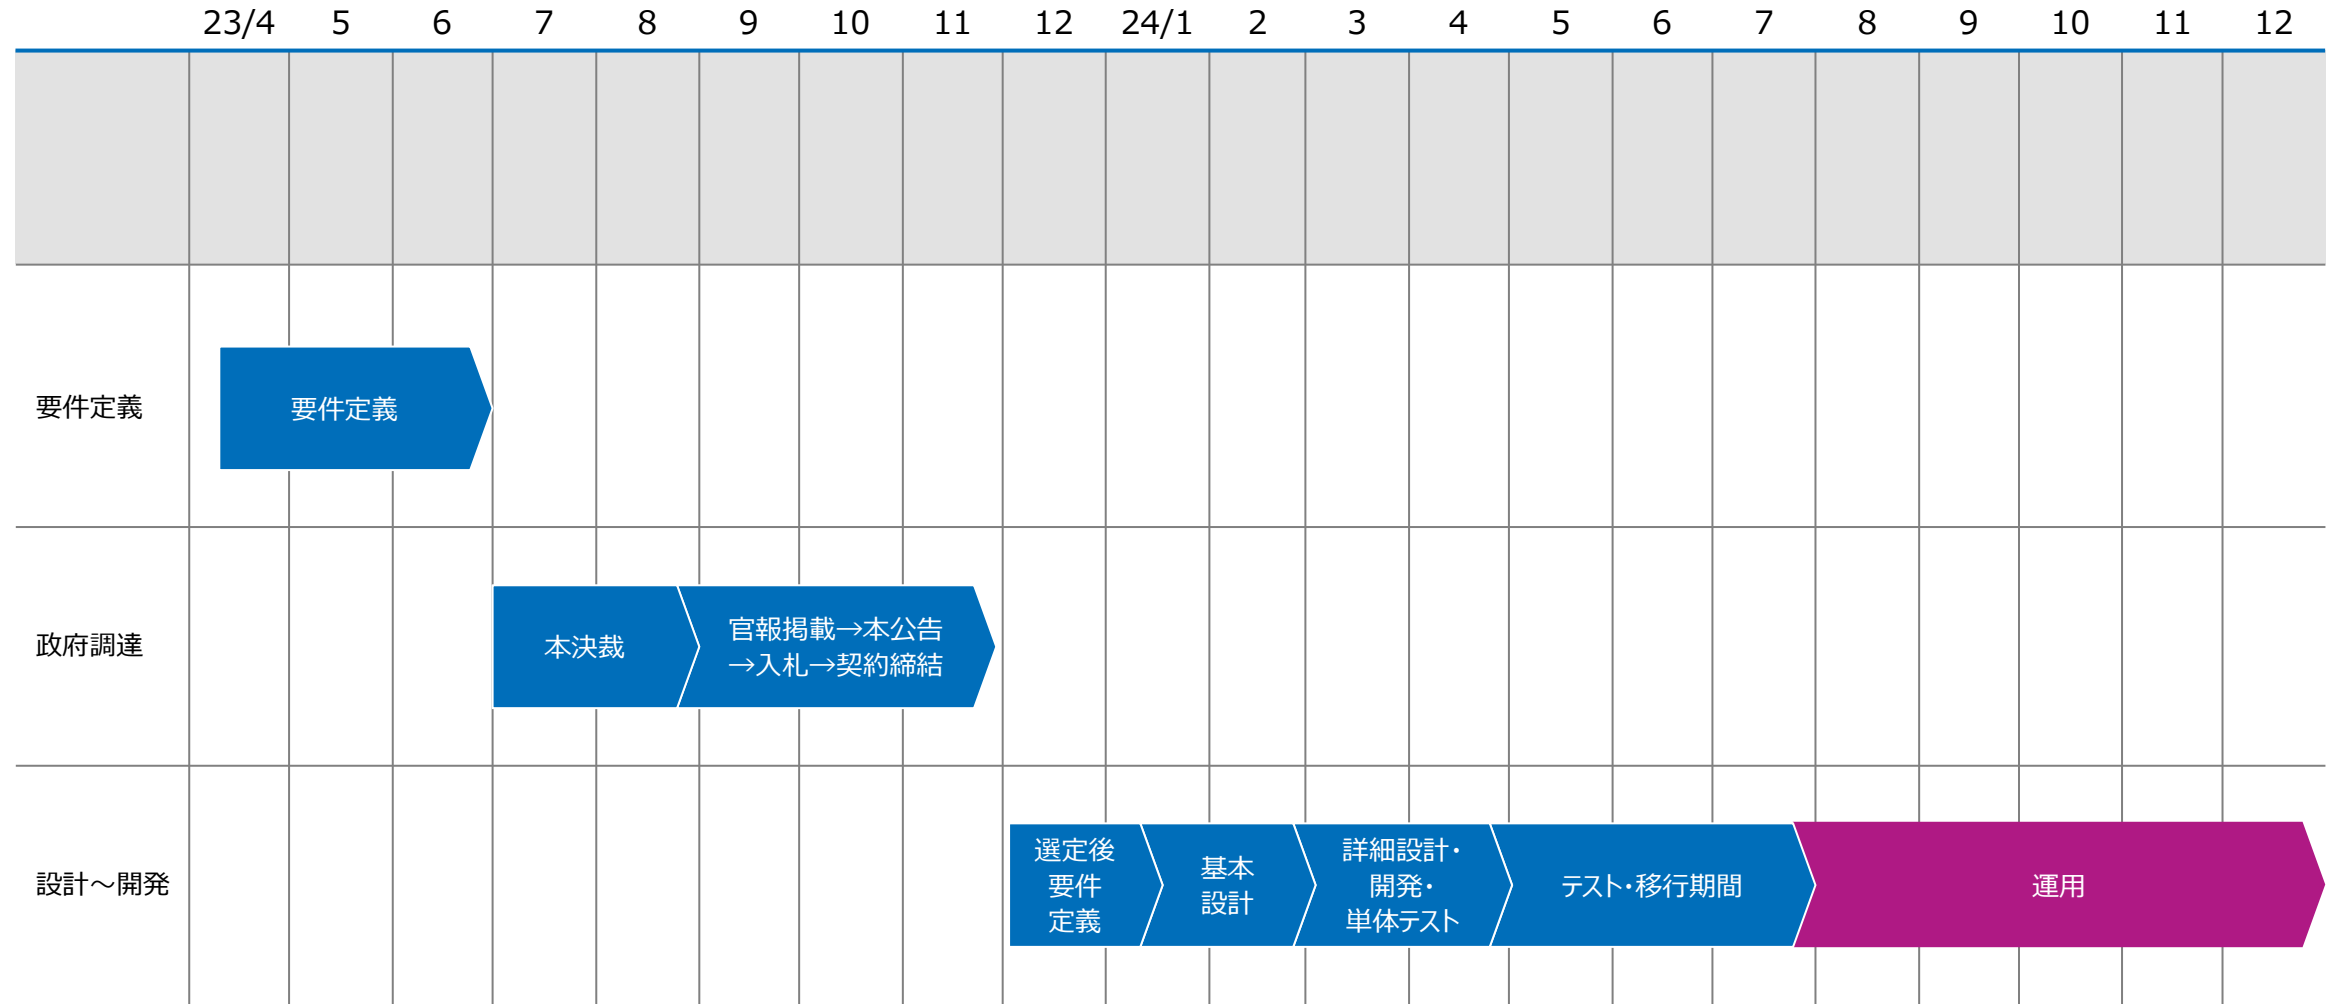 23/4 5 6 7 8 9 10 11 12 24/1 2 3 4 5 6 7 8 9 10 11 12
要件定義
要件定義
政府調達
本決裁
官報掲載→本公告
→入札→契約締結
設計～開発
選定後
要件
定義
基本
設計
詳細設計・
開発・
単体テスト
テスト・移行期間
運用